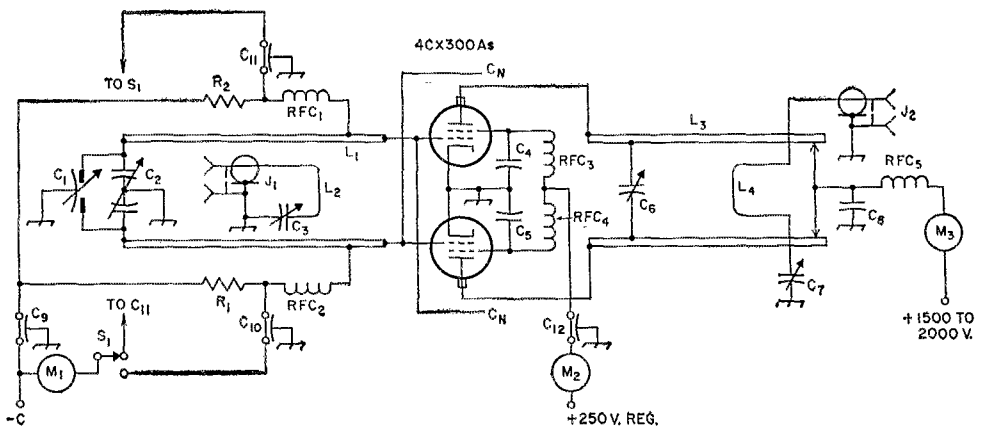 4CX300As
C11
CN
TO S1
R2
RFC1
J2
L3
L1
C4
RFC3
RFC5
C1
C2
J1
L2
L4
C6
C3
C5
RFC4
C8
M3
C7
R1
RFC2
CN
+1500 TO
2000 V.
C9
TO C11
S1
C10
C12
M1
M2
-C
+250 V. REG.